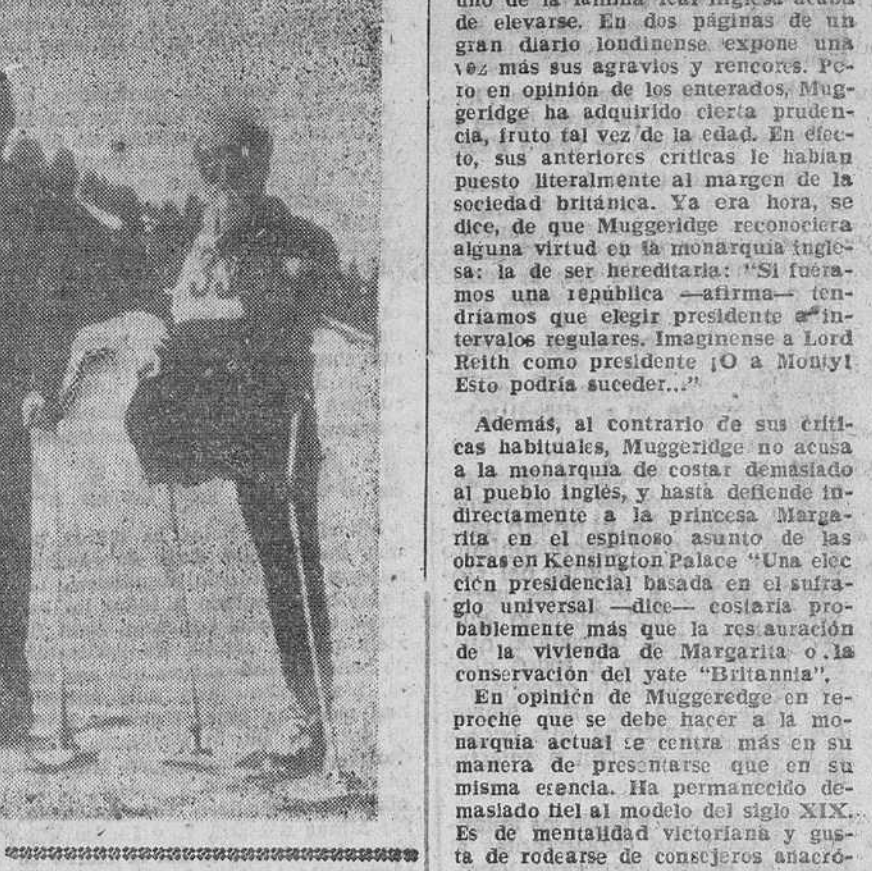 33
de elevarse. En dos páginas de un
gran diario londinense expone una
vez más sus agravios y rencores. Pe-
ro en opinión de los enterados, Mug-
geridge ha adquirido cierta pruden-
cia, fruto tal vez de la edad. En efec-
to, sus anteriores críticas le habían
puesto literalmente al margen de la
sociedad británica. Ya era hora, se
dice, de que Muggeridge reconociera
alguna virtud en la monarquía ingle-
sa: la de ser hereditaria: "Si fuéra-
mos una república —afirma— ten-
dríamos que elegir presidente a in-
tervalos regulares. Imagínense a Lord
Reith como presidente ¡O a Monty!
Esto podría suceder..."
Además, al contrario de sus críti-
cas habituales, Muggeridge no acusa
a la monarquía de costar demasiado
al pueblo inglés, y hasta defiende in-
directamente a la princesa Marga-
rita en el espinoso asunto de las
obras en Kensington Palace "Una elec
ción presidencial basada en el sufra-
gio universal —dice— costaría pro-
bablemente más que la restauración
de la vivienda de Margarita o la
conservación del yate "Britannia".
En opinión de Muggeredge en re-
proche que se debe hacer a la mo-
narquía actual se centra más en su
manera de presentarse que en su
misma esencia. Ha permanecido de-
masiado fiel al modelo del siglo XIX.
Es de mentalidad victoriana y gus-
ta de rodearse de consejeros anacró-